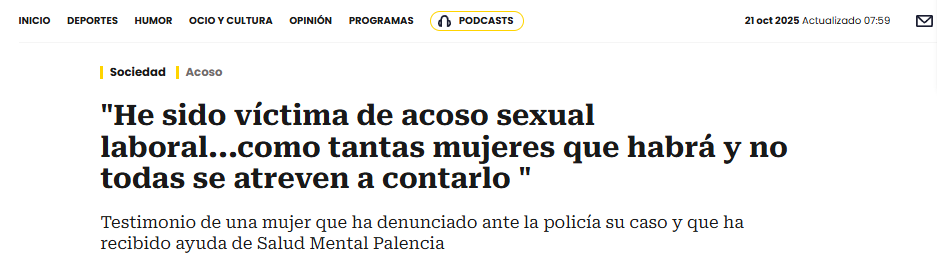 INICIO DEPORTES HUMOR OCIO Y CULTURA OPINIÓN PROGRAMAS PODCASTS 21 oct 2025 Actualizado 07:59
Sociedad Acoso
"He sido víctima de acoso sexual
laboral...como tantas mujeres que habrá y no
todas se atreven a contarlo "
Testimonio de una mujer que ha denunciado ante la policía su caso y que ha
recibido ayuda de Salud Mental Palencia